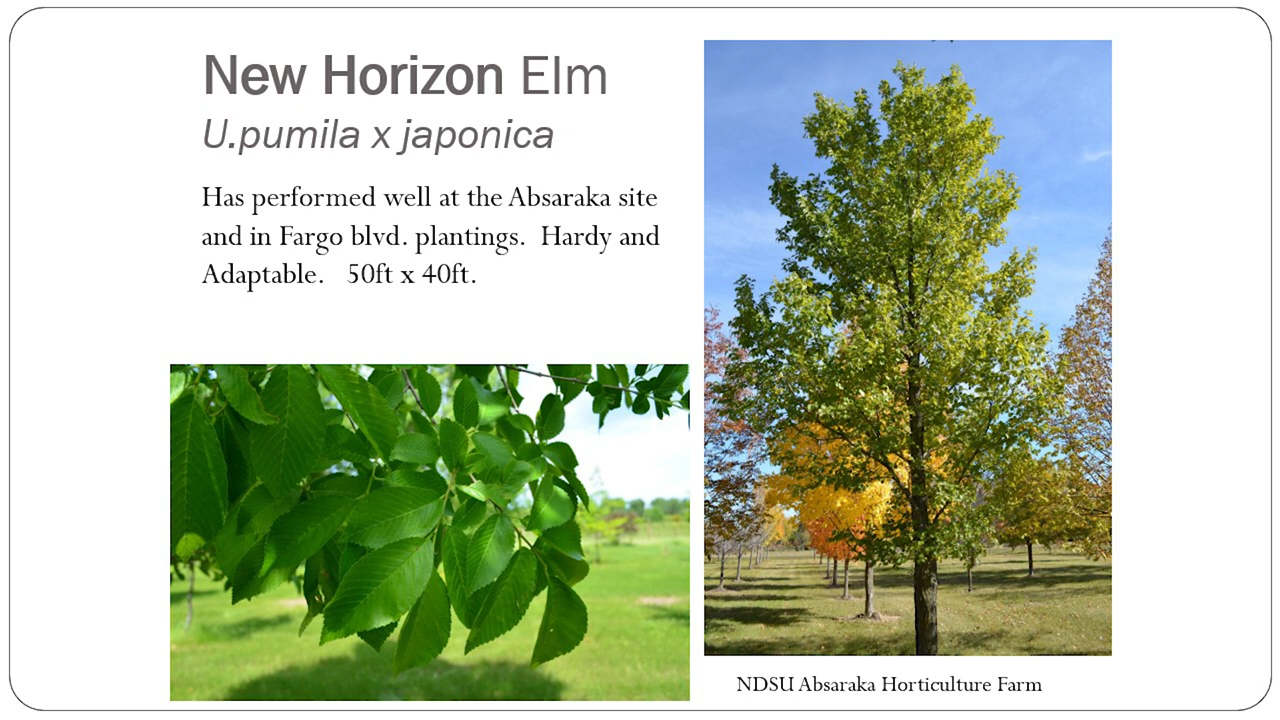 New Horizon Elm
U.pumila x japonica
Has performed well at the Absaraka site
and in Fargo blvd. plantings.  Hardy and
Adaptable.   50ft x 40ft.
NDSU Absaraka Horticulture Farm